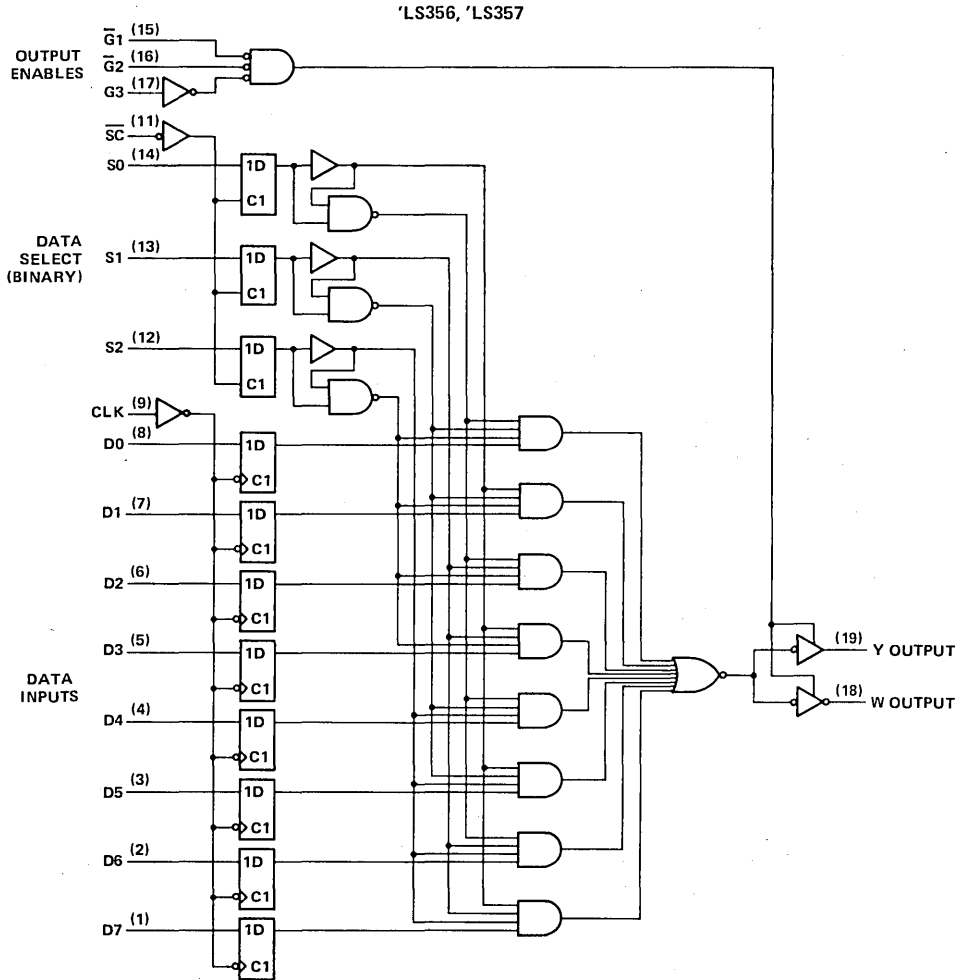 'LS356, 'LS357
OUTPUT
ENABLES
G̅1 (15)
G̅2 (16)
G3 (17)
S̅C̅ (11)
S0 (14)
1D
C1
DATA
SELECT
(BINARY)
S1 (13)
1D
C1
S2 (12)
1D
C1
CLK (9)
D0 (8)
1D
C1
D1 (7)
1D
C1
D2 (6)
1D
C1
D3 (5)
1D
C1
DATA
INPUTS
D4 (4)
1D
C1
D5 (3)
1D
C1
D6 (2)
1D
C1
D7 (1)
1D
C1
(19) Y OUTPUT
(18) W OUTPUT